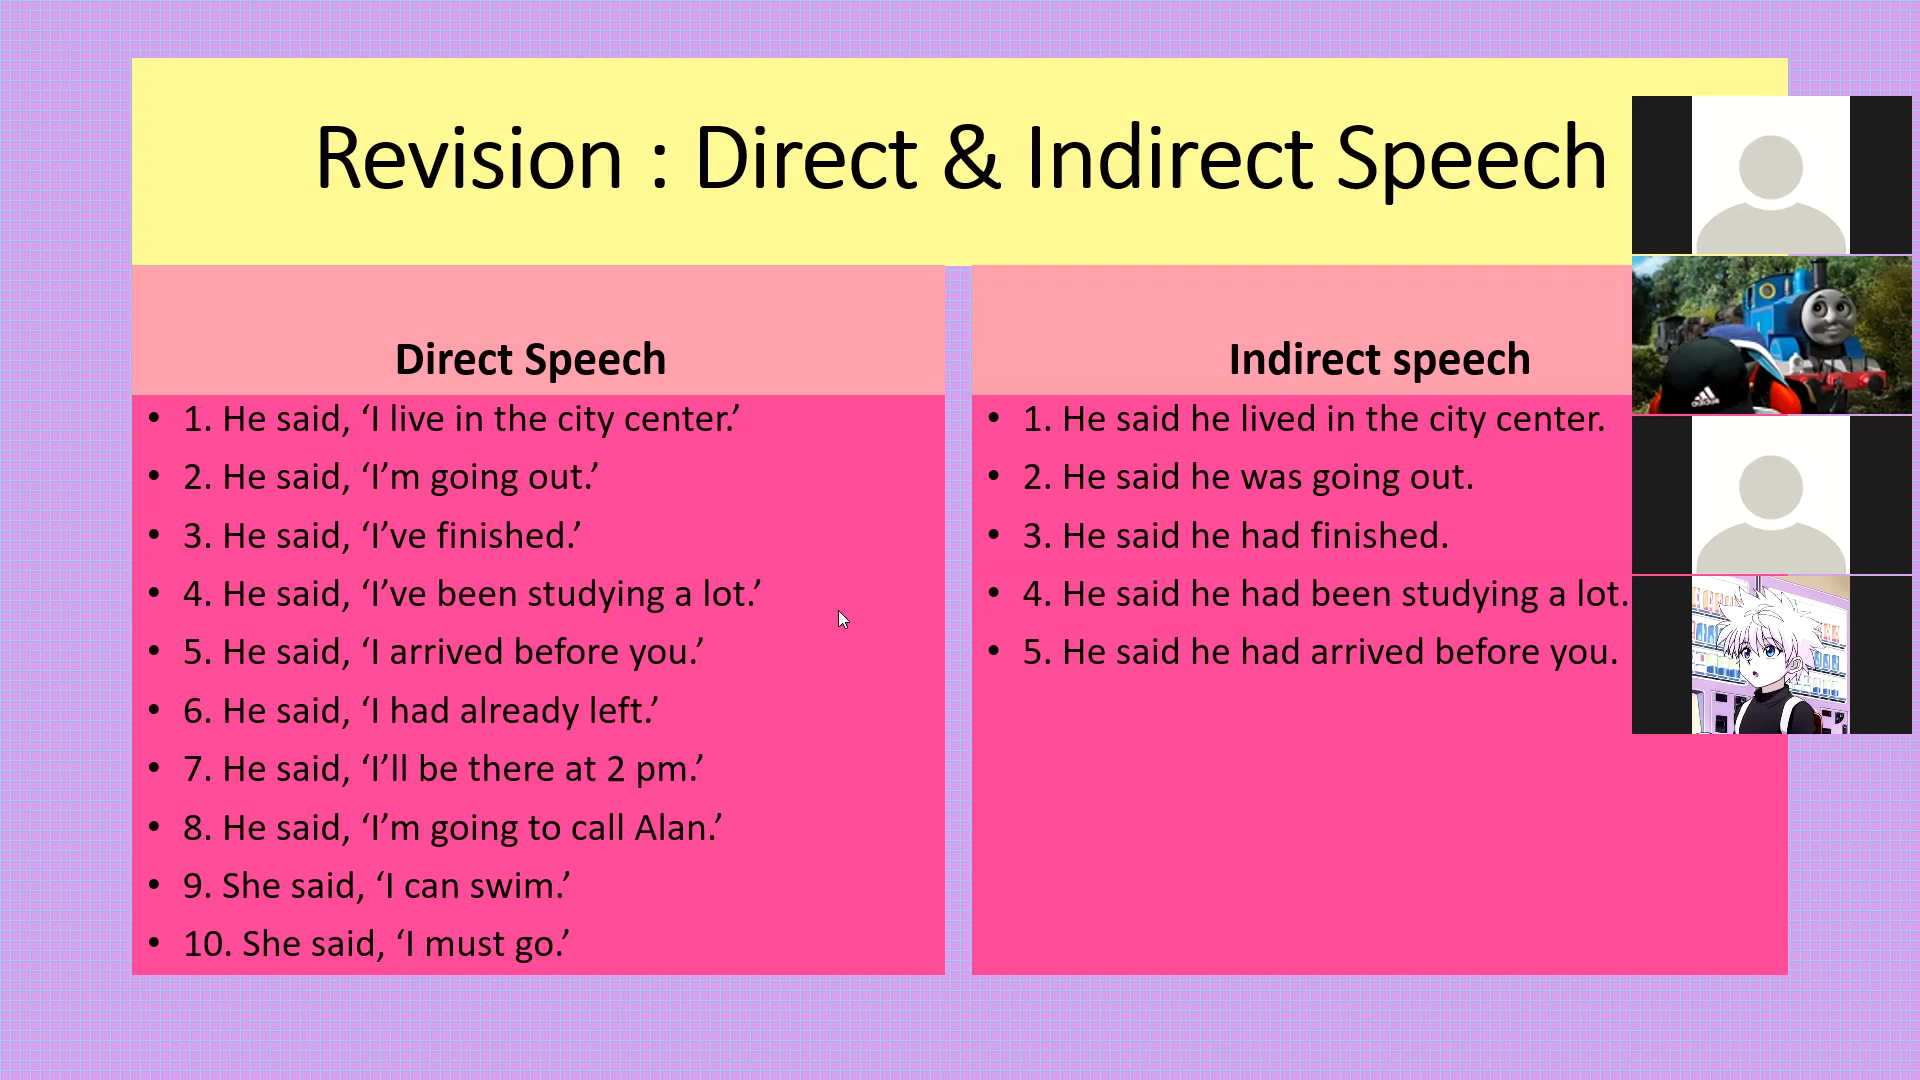 Revision : Direct & Indirect Speech
Direct Speech
• 1. He said, ‘I live in the city center.’
• 2. He said, ‘I’m going out.’
• 3. He said, ‘I’ve finished.’
• 4. He said, ‘I’ve been studying a lot.’
• 5. He said, ‘I arrived before you.’
• 6. He said, ‘I had already left.’
• 7. He said, ‘I’ll be there at 2 pm.’
• 8. He said, ‘I’m going to call Alan.’
• 9. She said, ‘I can swim.’
• 10. She said, ‘I must go.’
Indirect speech
• 1. He said he lived in the city center.
• 2. He said he was going out.
• 3. He said he had finished.
• 4. He said he had been studying a lot.
• 5. He said he had arrived before you.
adidas